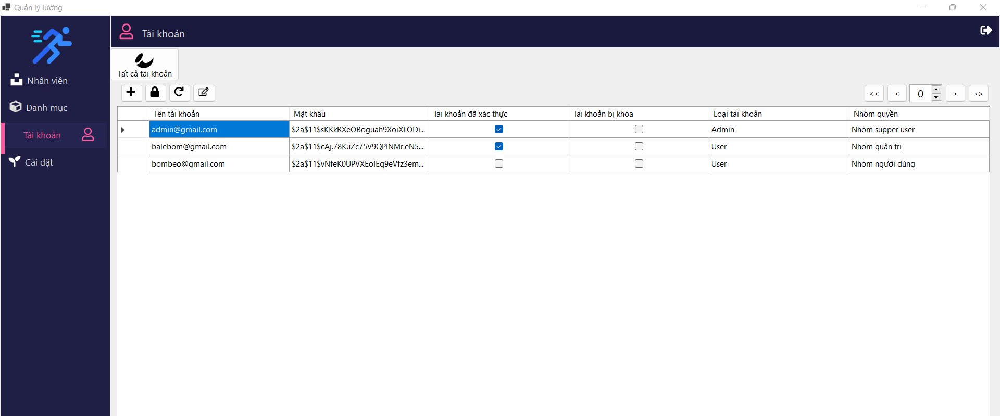 Quản lý lương
Tài khoản
Tất cả tài khoản
Nhân viên
Danh mục
Tài khoản
Cài đặt
<< < 0 > >>
Tên tài khoản Mật khẩu Tài khoản đã xác thực Tài khoản bị khóa Loại tài khoản Nhóm quyền
admin@gmail.com $2a$11$sKKkRXeOBoguah9XoiXI.ODi... Admin Nhóm supper user
balebom@gmail.com $2a$11$cAj.78KuZc75V9QPINMr.eN5... User Nhóm quản trị
bombeo@gmail.com $2a$11$vNfeK0UPVXEoIEq9eVfz3em... User Nhóm người dùng